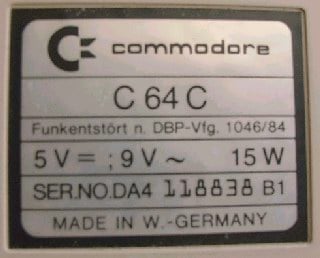 commodore
C 64 C
Funkentstört n. DBP-Vfg. 1046/84
5 V = ; 9 V ~ 15 W
SER.NO.DA4 118838 B1
MADE IN W.-GERMANY